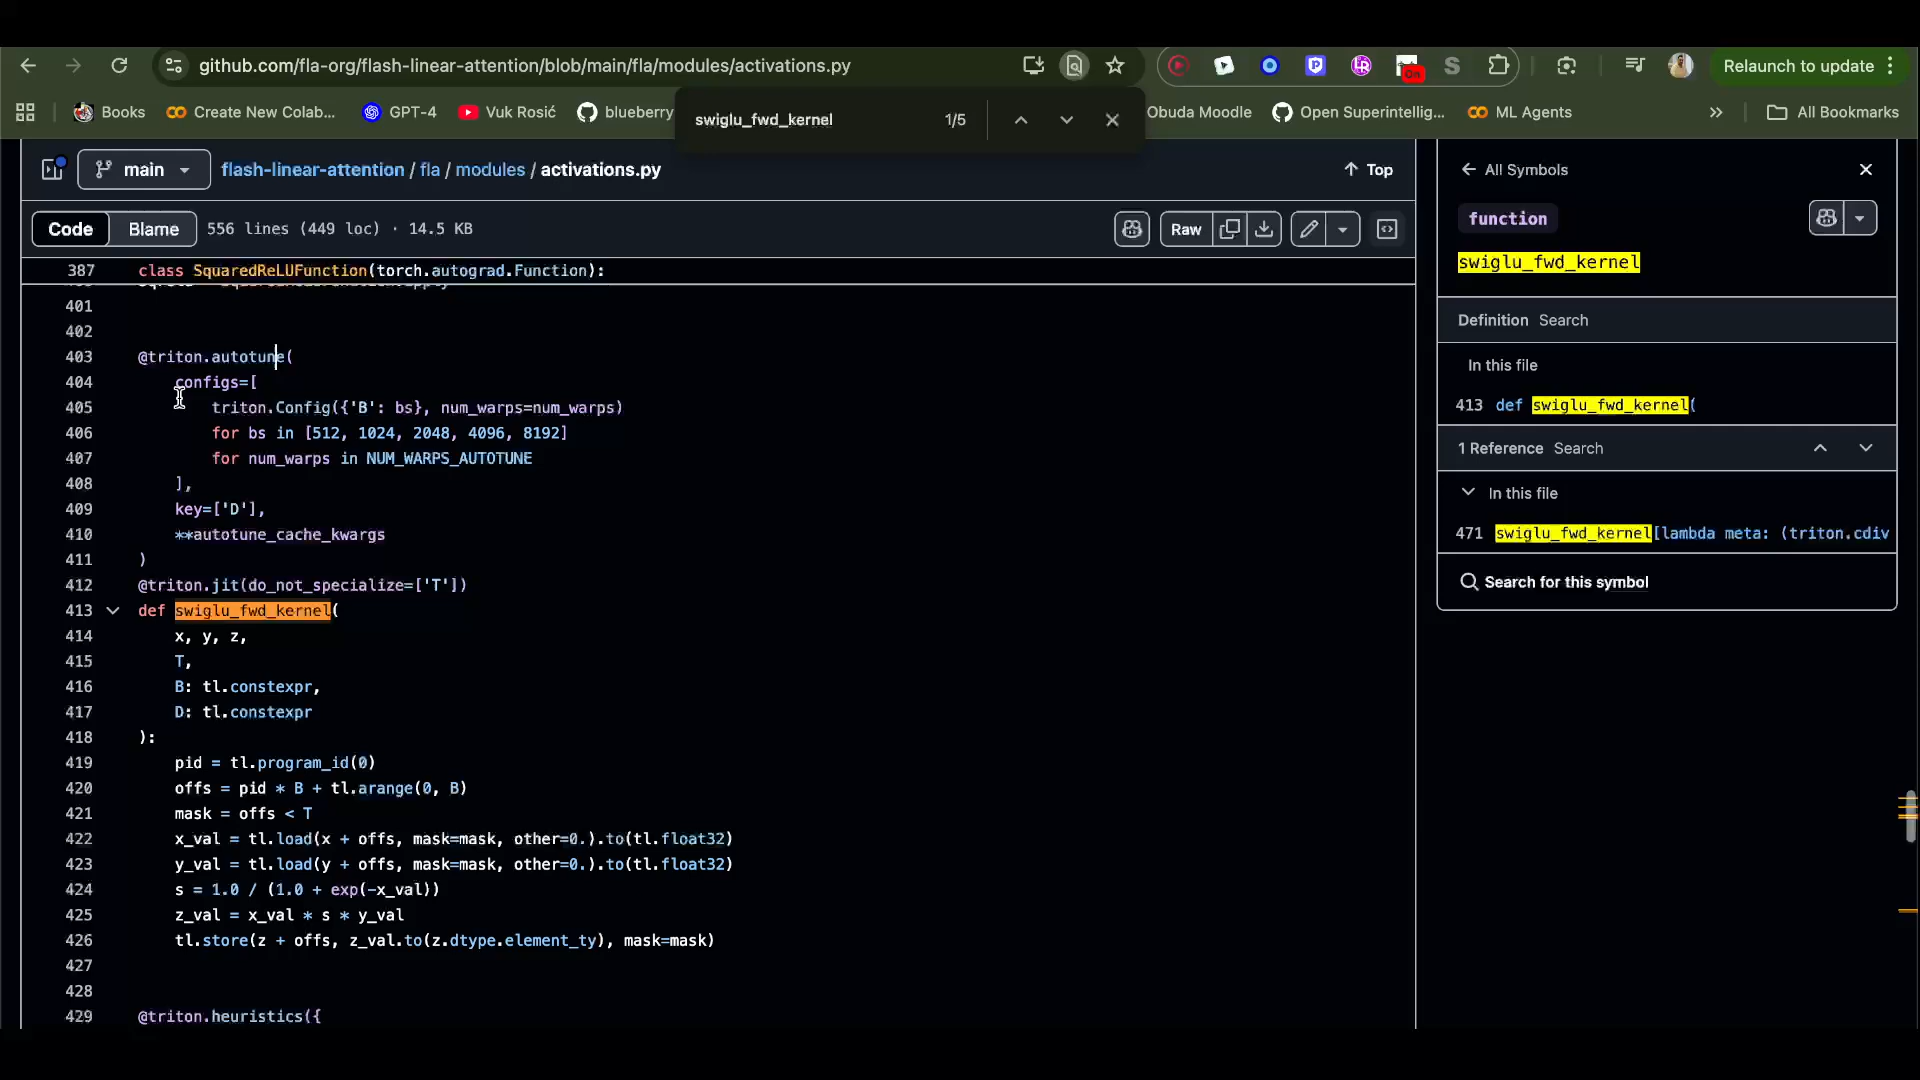 github.com/fla-org/flash-linear-attention/blob/main/fla/modules/activations.py
On
Relaunch to update
Books
Create New Colab...
GPT-4
Vuk Rosić
blueberry
swiglu_fwd_kernel
1/5
Obuda Moodle
Open Superintellig...
ML Agents
All Bookmarks
main
flash-linear-attention / fla / modules / activations.py
Top
Code
Blame
556 lines (449 loc) · 14.5 KB
Raw
387 class SquaredReLUFunction(torch.autograd.Function):
401
402
403 @triton.autotune(
404 configs=[
405 triton.Config({'B': bs}, num_warps=num_warps)
406 for bs in [512, 1024, 2048, 4096, 8192]
407 for num_warps in NUM_WARPS_AUTOTUNE
408 ],
409 key=['D'],
410 **autotune_cache_kwargs
411 )
412 @triton.jit(do_not_specialize=['T'])
413 def swiglu_fwd_kernel(
414 x, y, z,
415 T,
416 B: tl.constexpr,
417 D: tl.constexpr
418 ):
419 pid = tl.program_id(0)
420 offs = pid * B + tl.arange(0, B)
421 mask = offs < T
422 x_val = tl.load(x + offs, mask=mask, other=0.).to(tl.float32)
423 y_val = tl.load(y + offs, mask=mask, other=0.).to(tl.float32)
424 s = 1.0 / (1.0 + exp(-x_val))
425 z_val = x_val * s * y_val
426 tl.store(z + offs, z_val.to(z.dtype.element_ty), mask=mask)
427
428
429 @triton.heuristics({
All Symbols
function
swiglu_fwd_kernel
Definition Search
In this file
413 def swiglu_fwd_kernel(
1 Reference Search
In this file
471 swiglu_fwd_kernel[lambda meta: (triton.cdiv
Search for this symbol